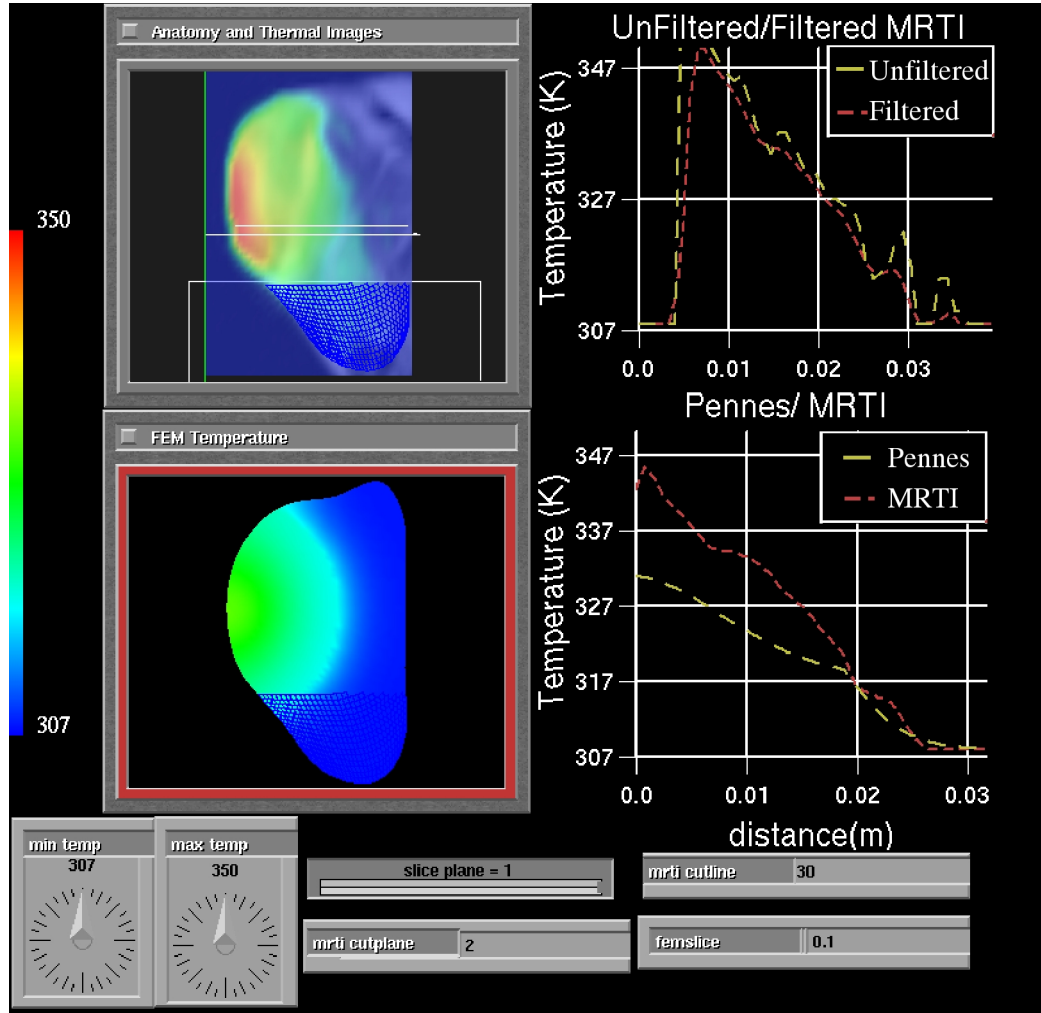 Anatomy and Thermal Images
350
307
UnFiltered/Filtered MRTI
Unfiltered
Filtered
Temperature (K)
347
327
307
0.0 0.01 0.02 0.03
FEM Temperature
Pennes/ MRTI
Pennes
MRTI
Temperature (K)
347
337
327
317
307
0.0 0.01 0.02 0.03
distance(m)
min temp
307
max temp
350
slice plane = 1
mrti cutline 30
mrti cutplane 2
femslice 0.1